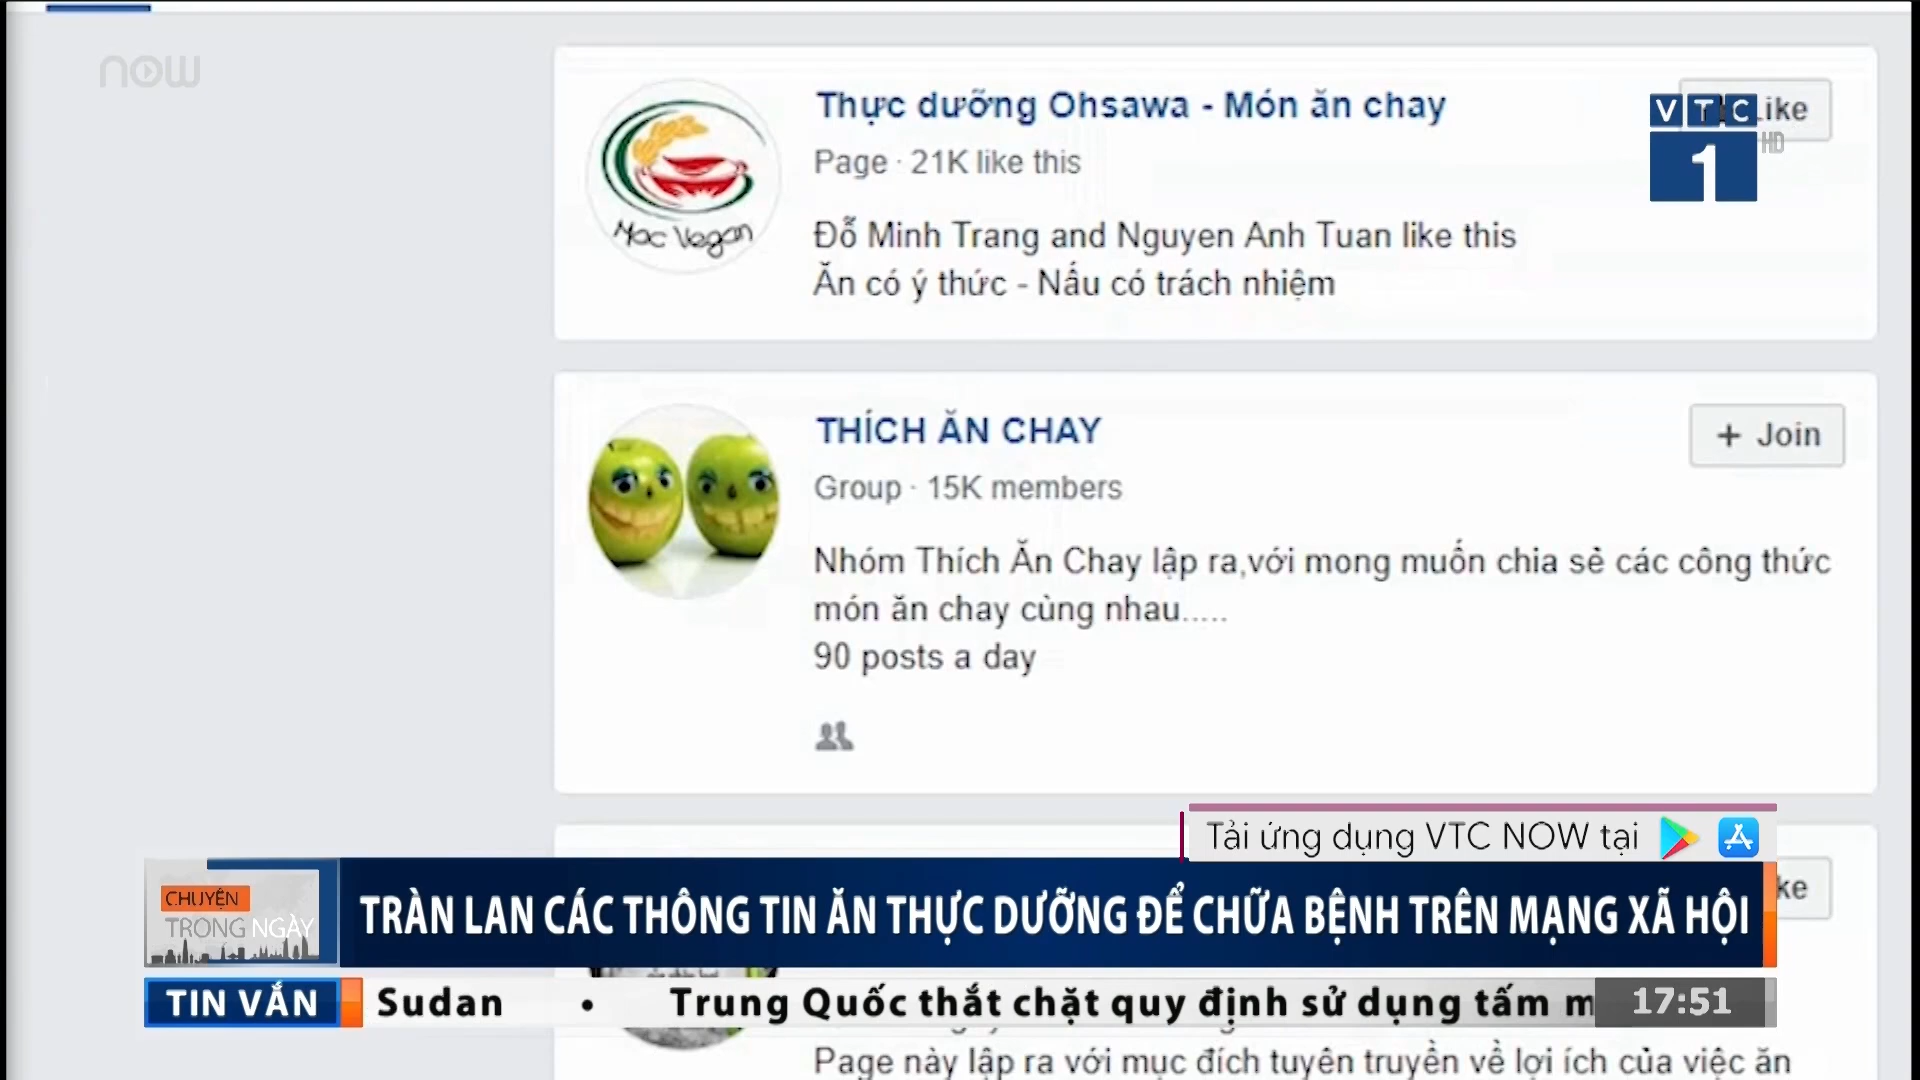 now
Thực dưỡng Ohsawa - Món ăn chay
Like
VTC
1
HD
Page · 21K like this
Moc Vegan
Đỗ Minh Trang and Nguyen Anh Tuan like this
Ăn có ý thức - Nấu có trách nhiệm
THÍCH ĂN CHAY
+ Join
Group · 15K members
Nhóm Thích Ăn Chay lập ra,với mong muốn chia sẻ các công thức
món ăn chay cùng nhau.....
90 posts a day
Tải ứng dụng VTC NOW tại
ke
CHUYỆN
TRONG NGÀY
TRÀN LAN CÁC THÔNG TIN ĂN THỰC DƯỠNG ĐỂ CHỮA BỆNH TRÊN MẠNG XÃ HỘI
TIN VẮN
Sudan • Trung Quốc thắt chặt quy định sử dụng tấm m
17:51
Page này lập ra với mục đích tuyên truyền về lợi ích của việc ăn